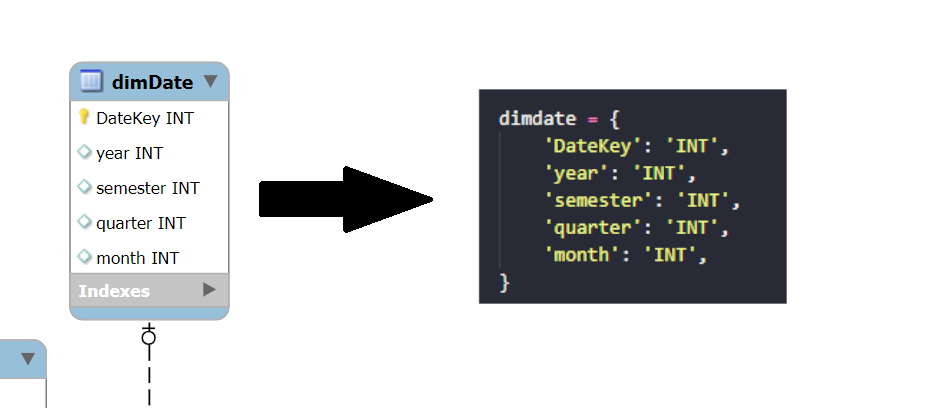 dimDate
DateKey INT
year INT
semester INT
quarter INT
month INT
Indexes
dimdate = {
'DateKey': 'INT',
'year': 'INT',
'semester': 'INT',
'quarter': 'INT',
'month': 'INT',
}